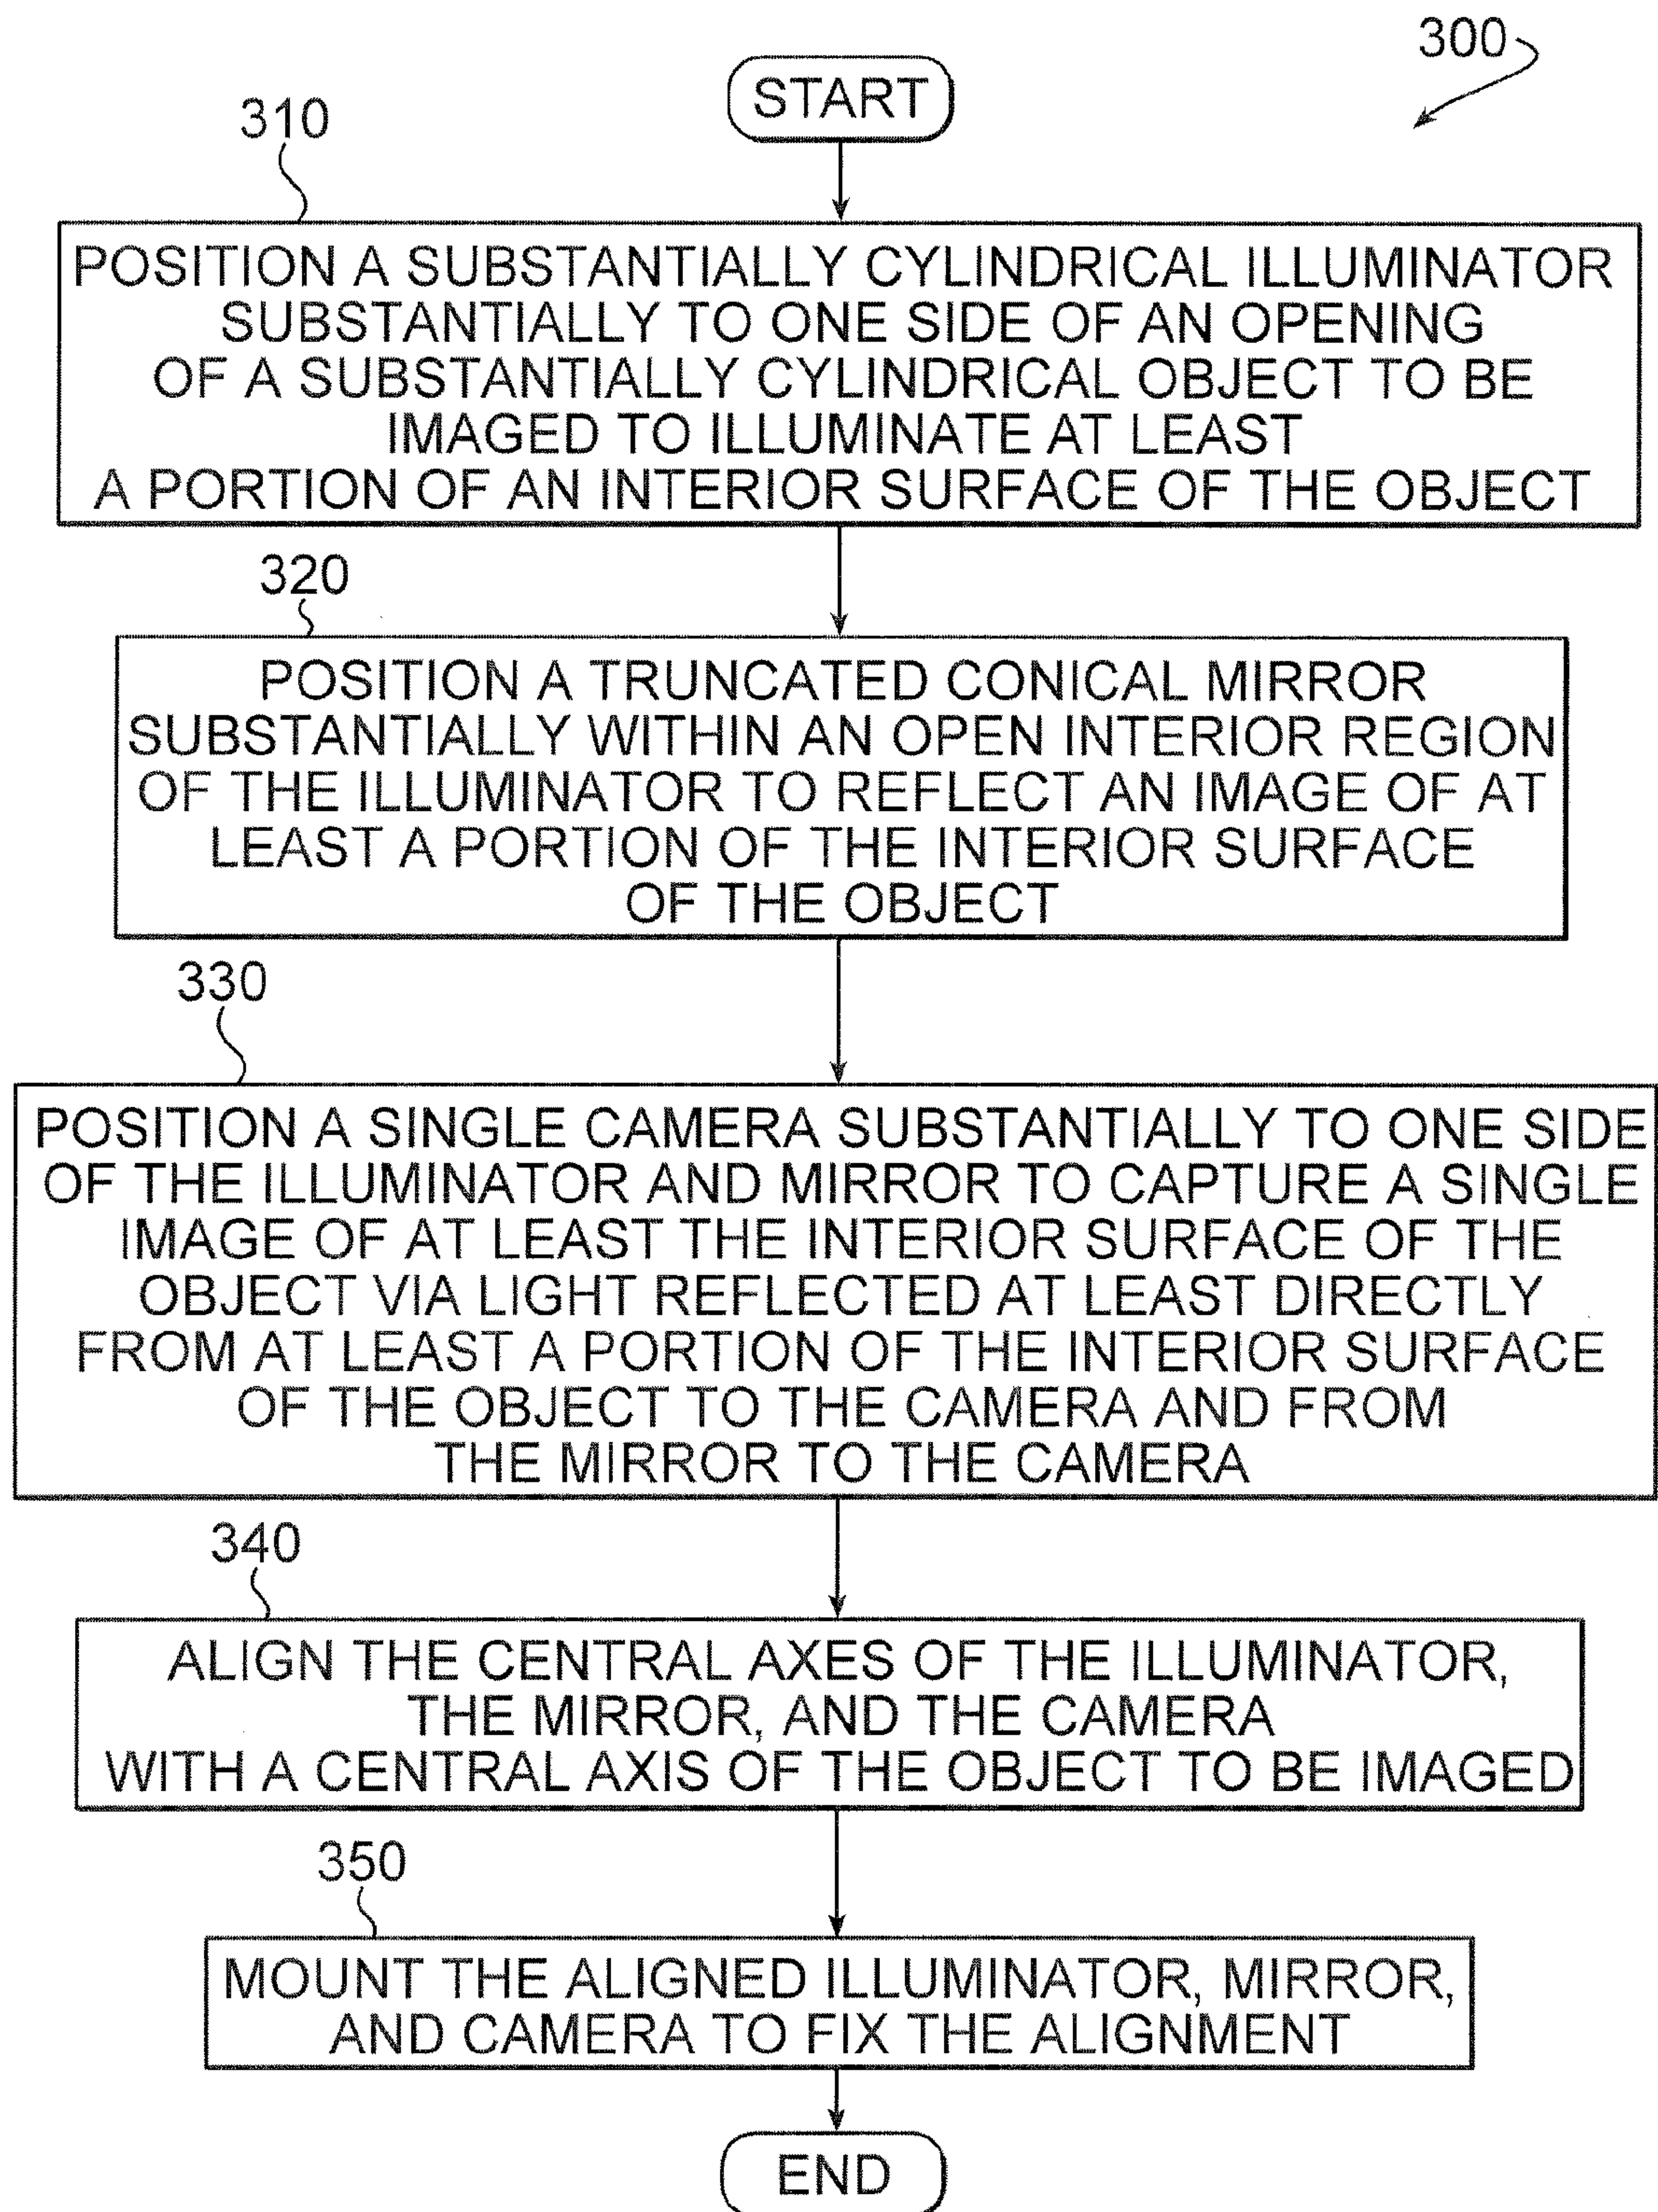 300
START
310
POSITION A SUBSTANTIALLY CYLINDRICAL ILLUMINATOR
SUBSTANTIALLY TO ONE SIDE OF AN OPENING
OF A SUBSTANTIALLY CYLINDRICAL OBJECT TO BE
IMAGED TO ILLUMINATE AT LEAST
A PORTION OF AN INTERIOR SURFACE OF THE OBJECT
320
POSITION A TRUNCATED CONICAL MIRROR
SUBSTANTIALLY WITHIN AN OPEN INTERIOR REGION
OF THE ILLUMINATOR TO REFLECT AN IMAGE OF AT
LEAST A PORTION OF THE INTERIOR SURFACE
OF THE OBJECT
330
POSITION A SINGLE CAMERA SUBSTANTIALLY TO ONE SIDE
OF THE ILLUMINATOR AND MIRROR TO CAPTURE A SINGLE
IMAGE OF AT LEAST THE INTERIOR SURFACE OF THE
OBJECT VIA LIGHT REFLECTED AT LEAST DIRECTLY
FROM AT LEAST A PORTION OF THE INTERIOR SURFACE
OF THE OBJECT TO THE CAMERA AND FROM
THE MIRROR TO THE CAMERA
340
ALIGN THE CENTRAL AXES OF THE ILLUMINATOR,
THE MIRROR, AND THE CAMERA
WITH A CENTRAL AXIS OF THE OBJECT TO BE IMAGED
350
MOUNT THE ALIGNED ILLUMINATOR, MIRROR,
AND CAMERA TO FIX THE ALIGNMENT
END